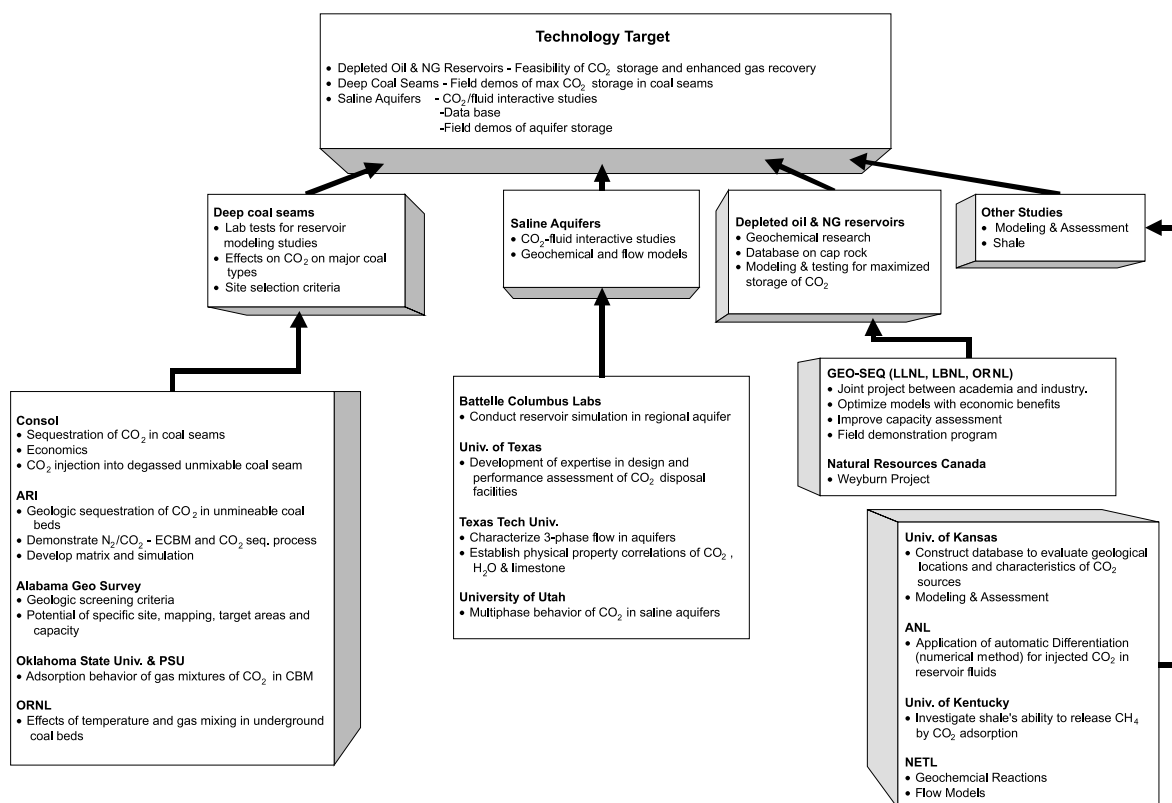 Technology Target
• Depleted Oil & NG Reservoirs - Feasibility of CO2 storage and enhanced gas recovery
• Deep Coal Seams - Field demos of max CO2 storage in coal seams
• Saline Aquifers - CO2/fluid interactive studies
-Data base
-Field demos of aquifer storage
Deep coal seams
• Lab tests for reservoir
modeling studies
• Effects on CO2 on major coal
types
• Site selection criteria
Saline Aquifers
• CO2-fluid interactive studies
• Geochemical and flow models
Depleted oil & NG reservoirs
• Geochemical research
• Database on cap rock
• Modeling & testing for maximized
storage of CO2
Other Studies
• Modeling & Assessment
• Shale
Consol
• Sequestration of CO2 in coal seams
• Economics
• CO2 injection into degassed unmixable coal seam
ARI
• Geologic sequestration of CO2 in unmineable coal
beds
• Demonstrate N2/CO2 - ECBM and CO2 seq. process
• Develop matrix and simulation
Alabama Geo Survey
• Geologic screening criteria
• Potential of specific site, mapping, target areas and
capacity
Oklahoma State Univ. & PSU
• Adsorption behavior of gas mixtures of CO2 in CBM
ORNL
• Effects of temperature and gas mixing in underground
coal beds
Battelle Columbus Labs
• Conduct reservoir simulation in regional aquifer
Univ. of Texas
• Development of expertise in design and
performance assessment of CO2 disposal
facilities
Texas Tech Univ.
• Characterize 3-phase flow in aquifers
• Establish physical property correlations of CO2 ,
H2O & limestone
University of Utah
• Multiphase behavior of CO2 in saline aquifers
GEO-SEQ (LLNL, LBNL, ORNL)
• Joint project between academia and industry.
• Optimize models with economic benefits
• Improve capacity assessment
• Field demonstration program
Natural Resources Canada
• Weyburn Project
Univ. of Kansas
• Construct database to evaluate geological
locations and characteristics of CO2
sources
• Modeling & Assessment
ANL
• Application of automatic Differentiation
(numerical method) for injected CO2 in
reservoir fluids
Univ. of Kentucky
• Investigate shale's ability to release CH4
by CO2 adsorption
NETL
• Geochemcial Reactions
• Flow Models